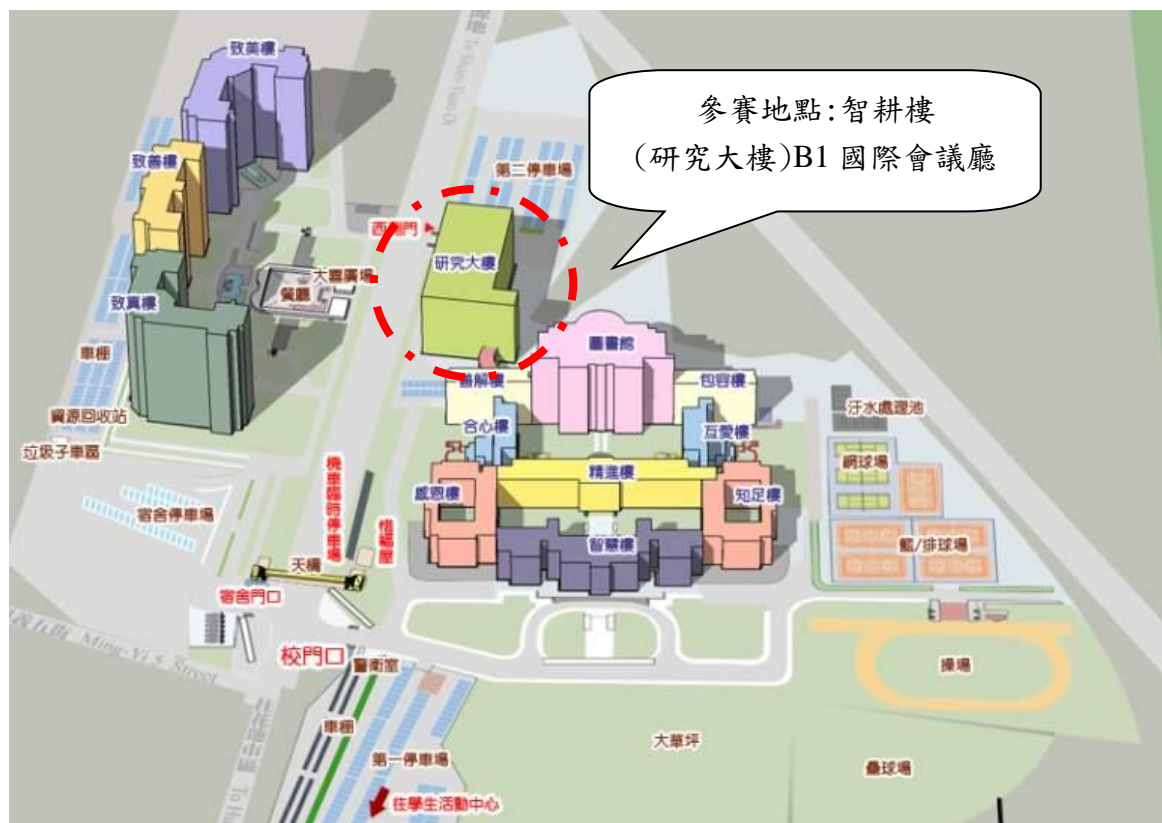 參賽地點:智耕樓
(研究大樓)B1 國際會議廳
致美樓
致善樓
第二停車場
研究大樓
大喜廣場
餐廳
致真樓
圖書館
車棚
善解樓
包容樓
資源回收站
汙水處理池
合心樓
互愛樓
垃圾子車區
網球場
精進樓
感恩樓
知足樓
機車臨時停車場
宿舍停車場
惜福屋
智慧樓
籃/排球場
天橋
宿舍門口
Ming-Yi 5 Street
校門口
警衛室
操場
車棚
大草坪
第一停車場
壘球場
往學生活動中心